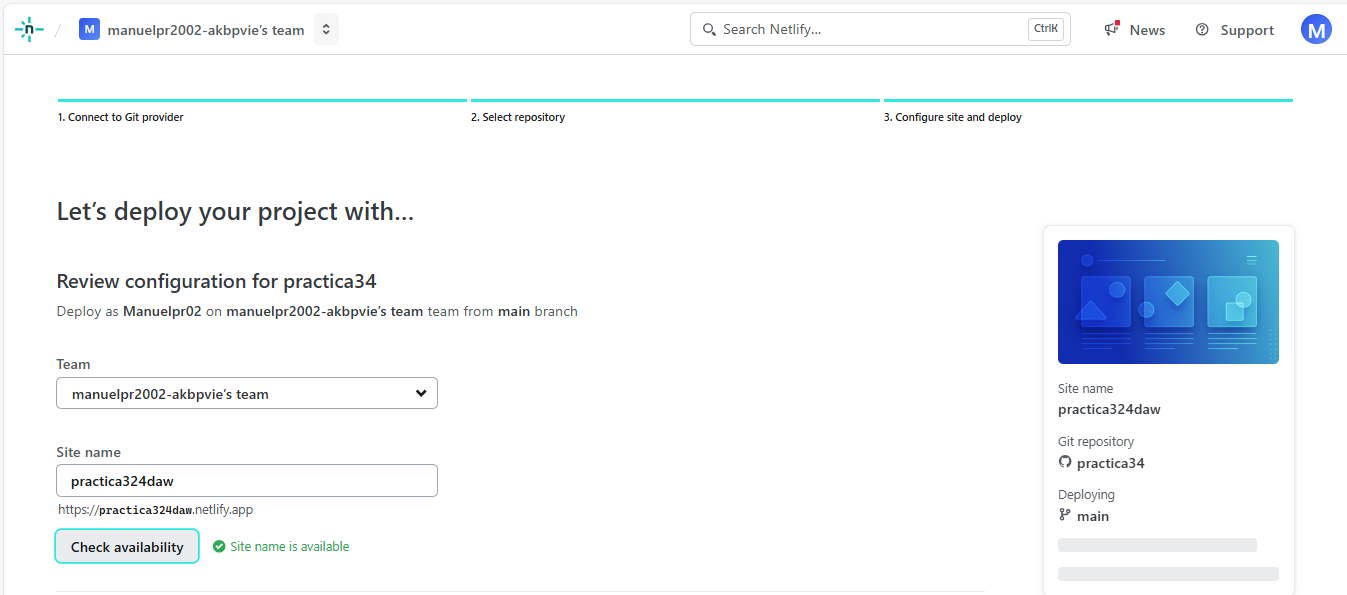 n / M manuelpr2002-akbpvie's team
Search Netlify... CtrlK
News
Support
M
1. Connect to Git provider
2. Select repository
3. Configure site and deploy
Let's deploy your project with…
Review configuration for practica34
Deploy as Manuelpr02 on manuelpr2002-akbpvie's team team from main branch
Team
manuelpr2002-akbpvie's team
Site name
practica324daw
https://practica324daw.netlify.app
Check availability
Site name is available
Site name
practica324daw
Git repository
practica34
Deploying
main